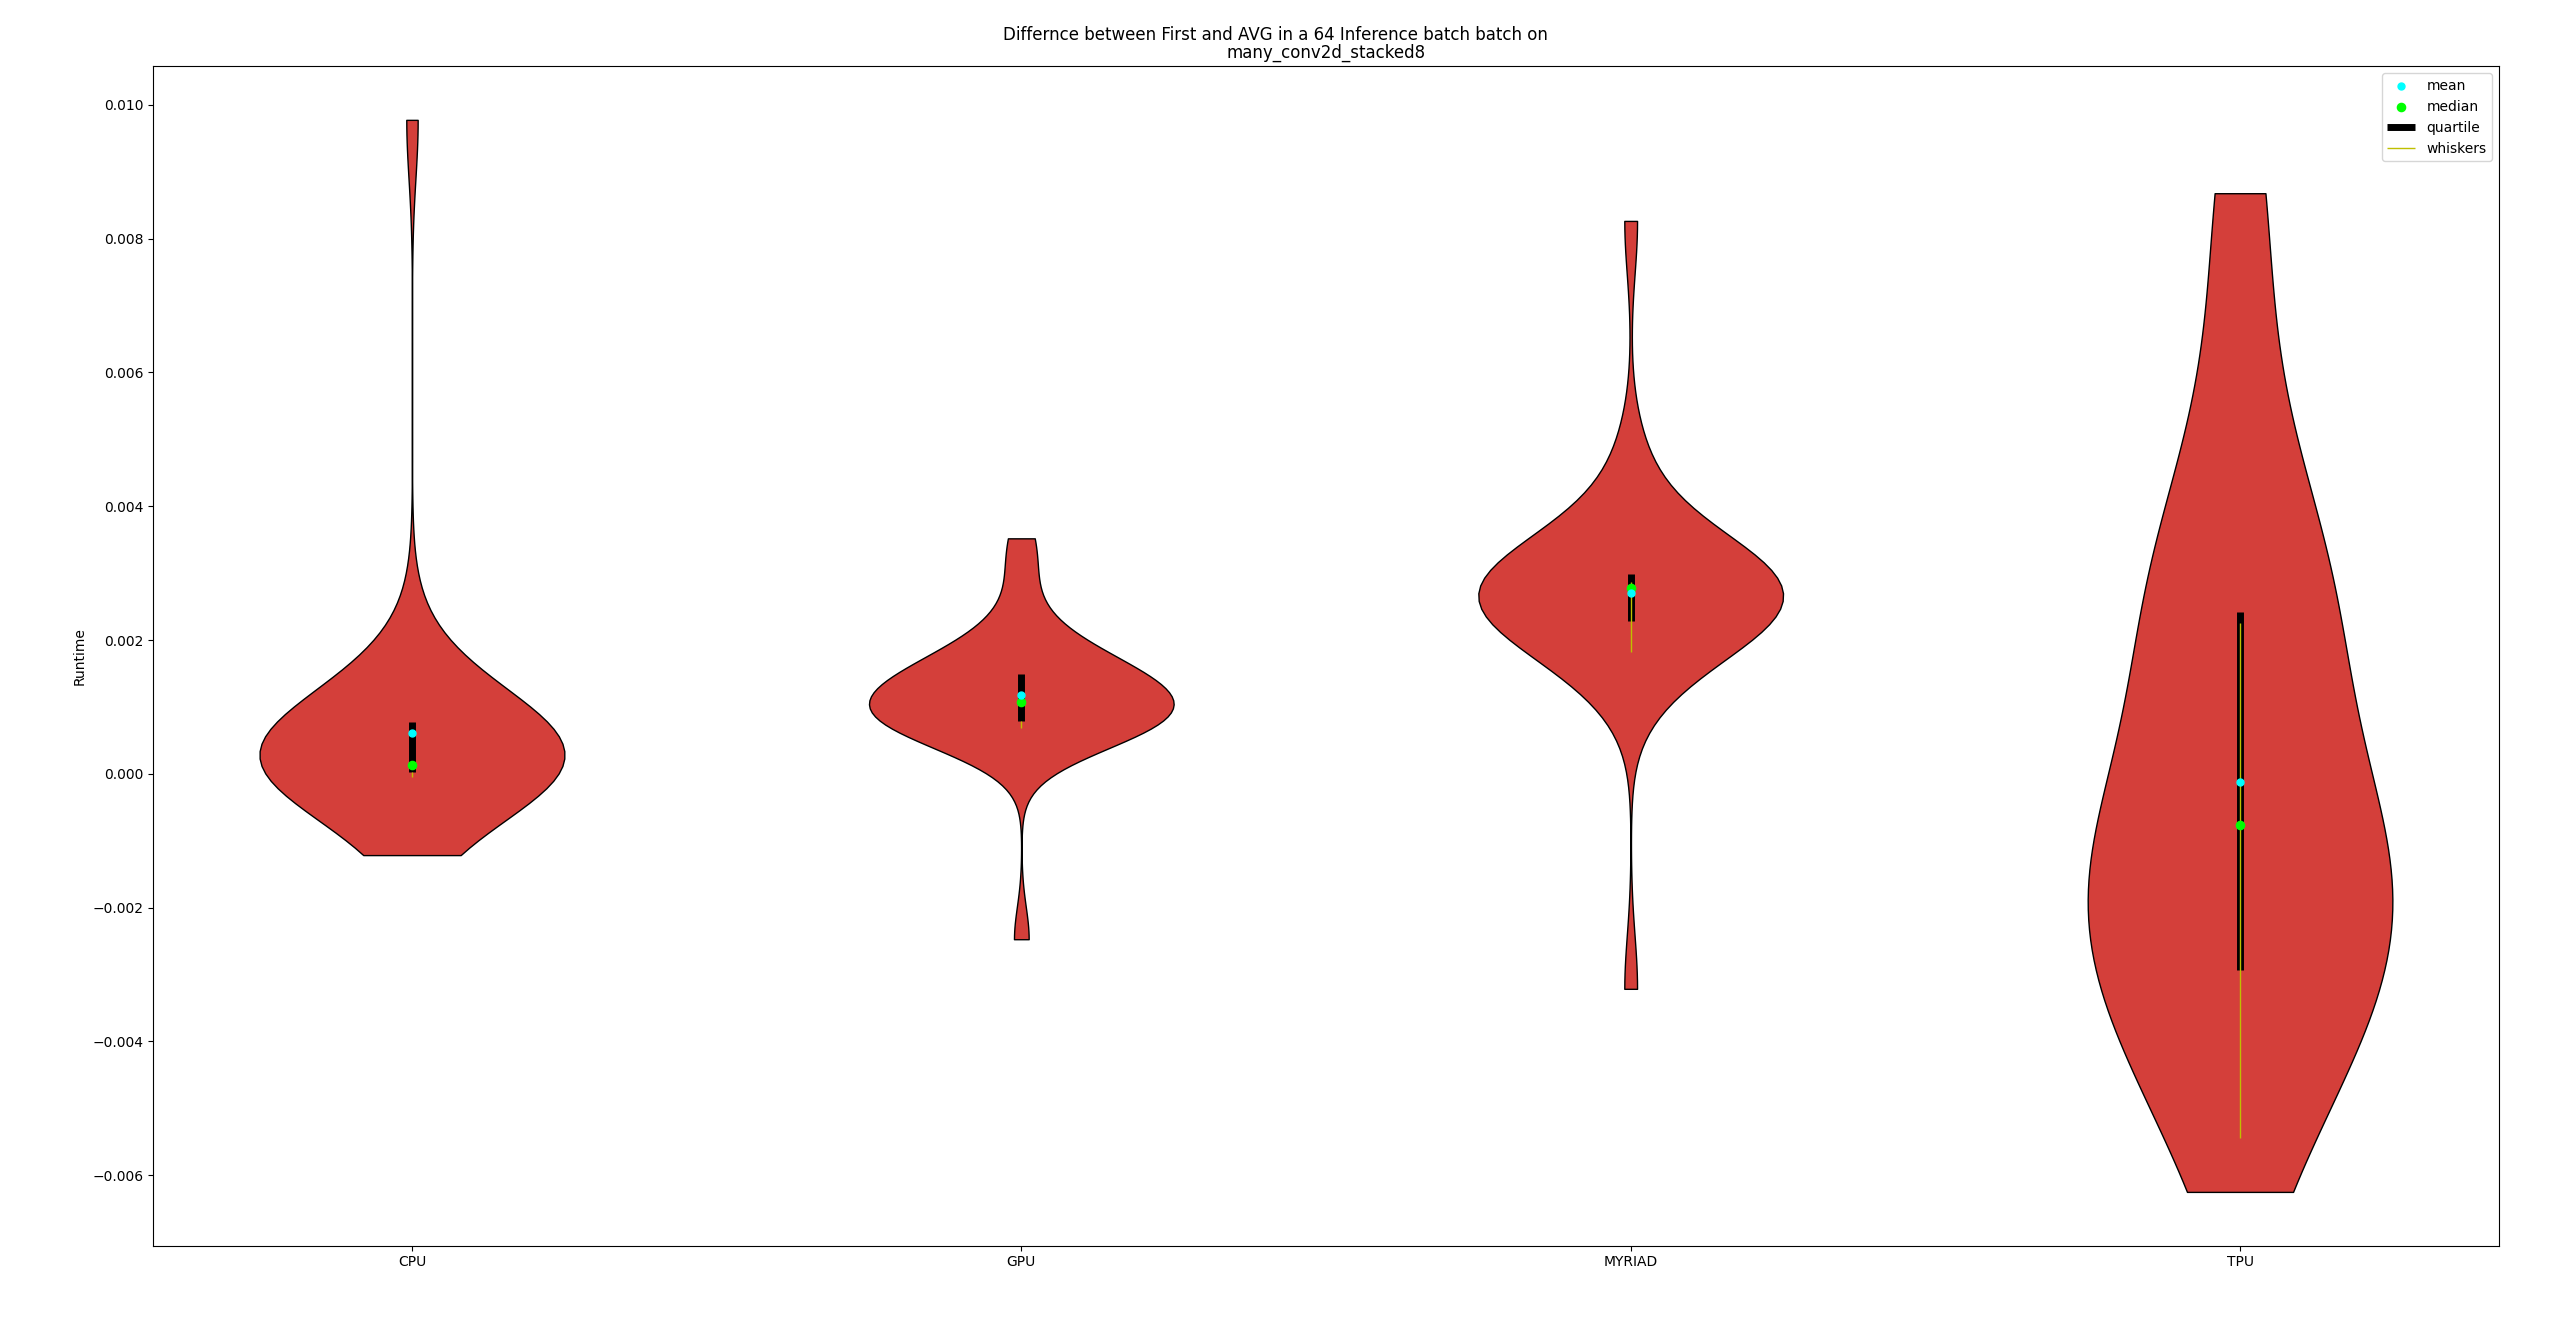 Differnce between First and AVG in a 64 Inference batch batch on
many_conv2d_stacked8
mean
median
quartile
whiskers
Runtime
0.010
0.008
0.006
0.004
0.002
0.000
−0.002
−0.004
−0.006
CPU
GPU
MYRIAD
TPU